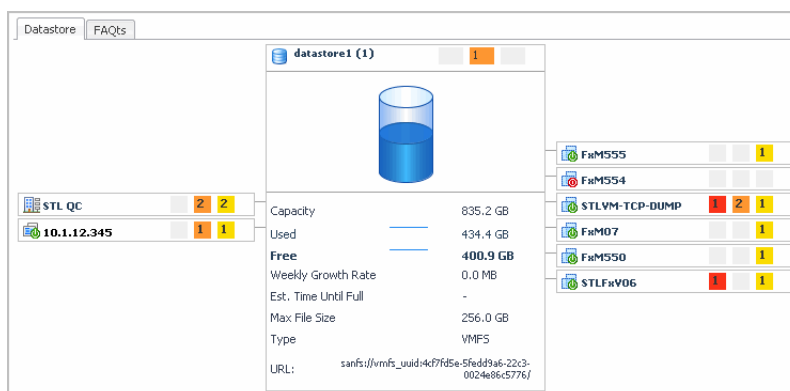 Datastore FAQts
datastore1 (1) 1
FxM555 1
FxM554
STL QC 2 2
STLVM-TCP-DUMP 1 2 1
10.1.12.345 1 1
FxM07 1
FxM550 1
STLFxV06 1 1
Capacity 835.2 GB
Used 434.4 GB
Free 400.9 GB
Weekly Growth Rate 0.0 MB
Est. Time Until Full -
Max File Size 256.0 GB
Type VMFS
URL: sanfs://vmfs_uuid:4cf7fd5e-5fedd9a6-22c3-
0024e86c5776/